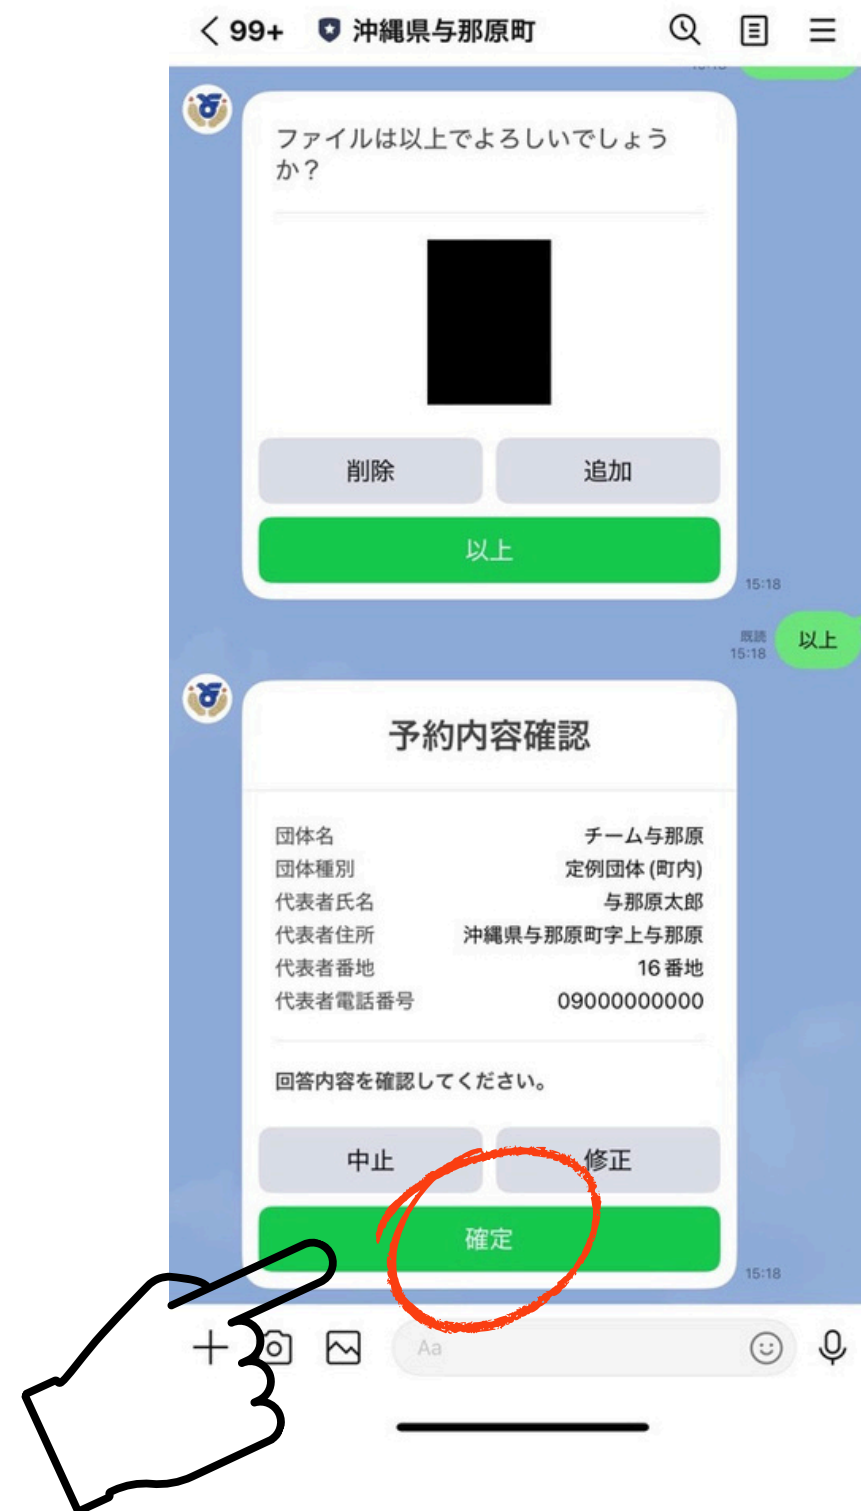 99+ 沖縄県与那原町
ファイルは以上でよろしいでしょう
か？
削除 追加
以上
15:18
既読
15:18
以上
予約内容確認
団体名 チーム与那原
団体種別 定例団体(町内)
代表者氏名 与那原太郎
代表者住所 沖縄県与那原町字上与那原
代表者番地 16番地
代表者電話番号 09000000000
回答内容を確認してください。
中止 修正
確定
15:18
Aa